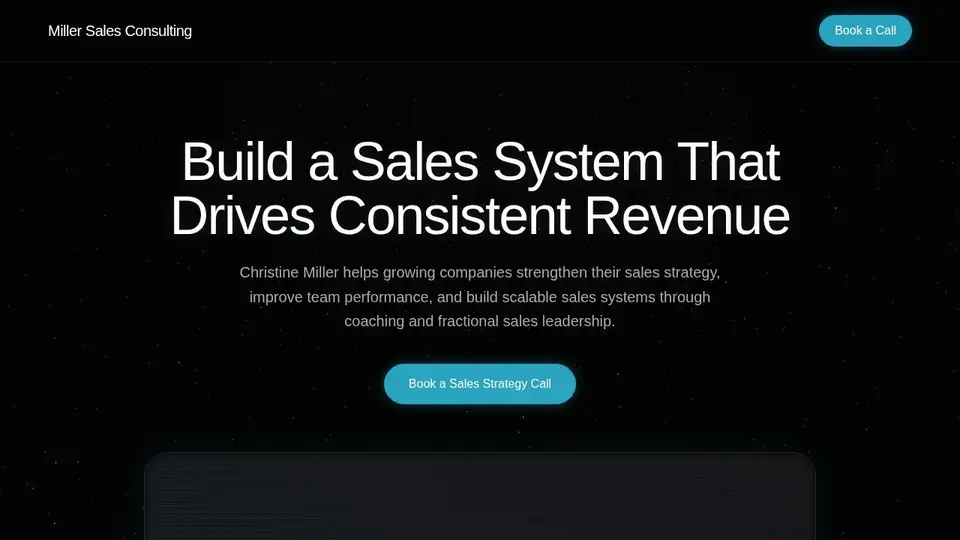 Miller Sales Consulting
Book a Call
Build a Sales System That
Drives Consistent Revenue
Christine Miller helps growing companies strengthen their sales strategy,
improve team performance, and build scalable sales systems through
coaching and fractional sales leadership.
Book a Sales Strategy Call